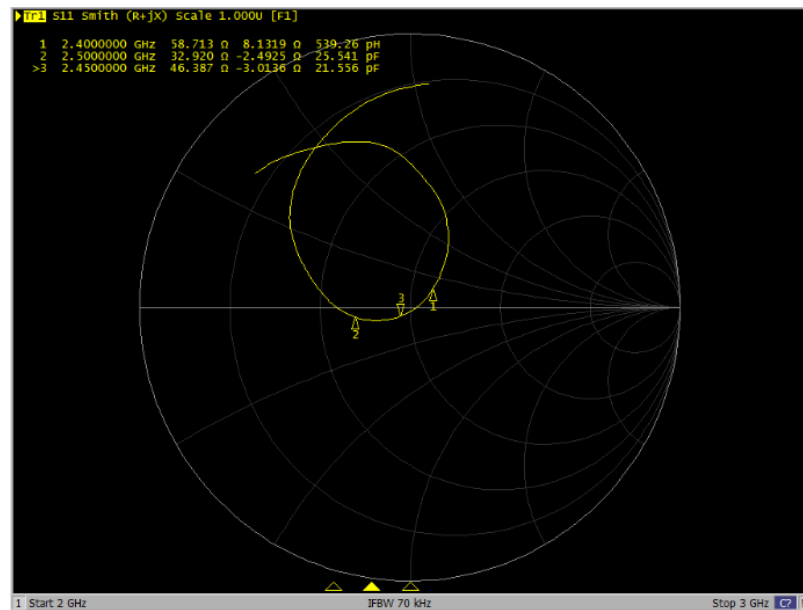 Tr1 S11 Smith (R+jX) Scale 1.000U [F1]
1 2.4000000 GHz 58.713 Ω 8.1319 Ω 539.26 pH
2 2.5000000 GHz 32.920 Ω -2.4925 Ω 25.541 pF
>3 2.4500000 GHz 46.387 Ω -3.0136 Ω 21.556 pF
3
1
2
1 Start 2 GHz IFBW 70 kHz Stop 3 GHz C?